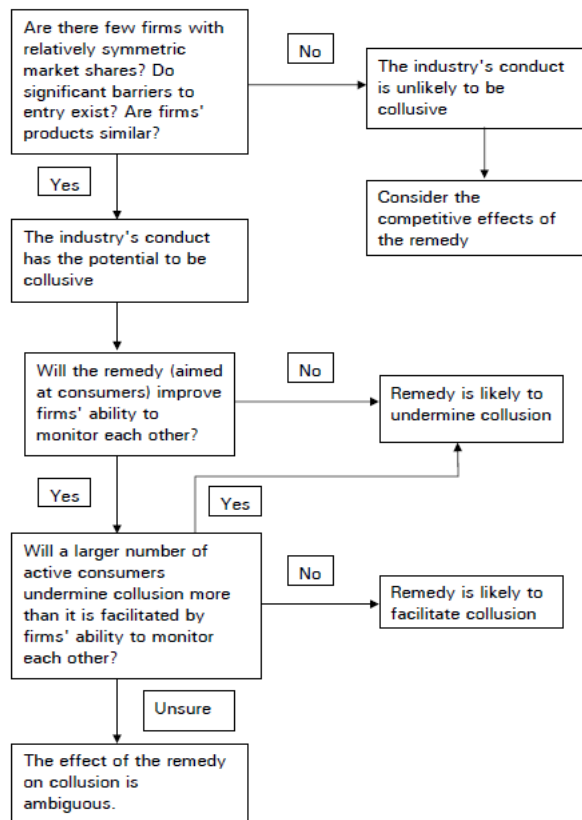 Are there few firms with
relatively symmetric
market shares? Do
significant barriers to
entry exist? Are firms'
products similar?
No
The industry's conduct
is unlikely to be
collusive
Yes
Consider the
competitive effects of
the remedy
The industry's conduct
has the potential to be
collusive
Will the remedy (aimed
at consumers) improve
firms' ability to
monitor each other?
No
Remedy is likely to
undermine collusion
Yes
Yes
Will a larger number of
active consumers
undermine collusion more
than it is facilitated by
firms' ability to monitor
each other?
No
Remedy is likely to
facilitate collusion
Unsure
The effect of the remedy
on collusion is
ambiguous.